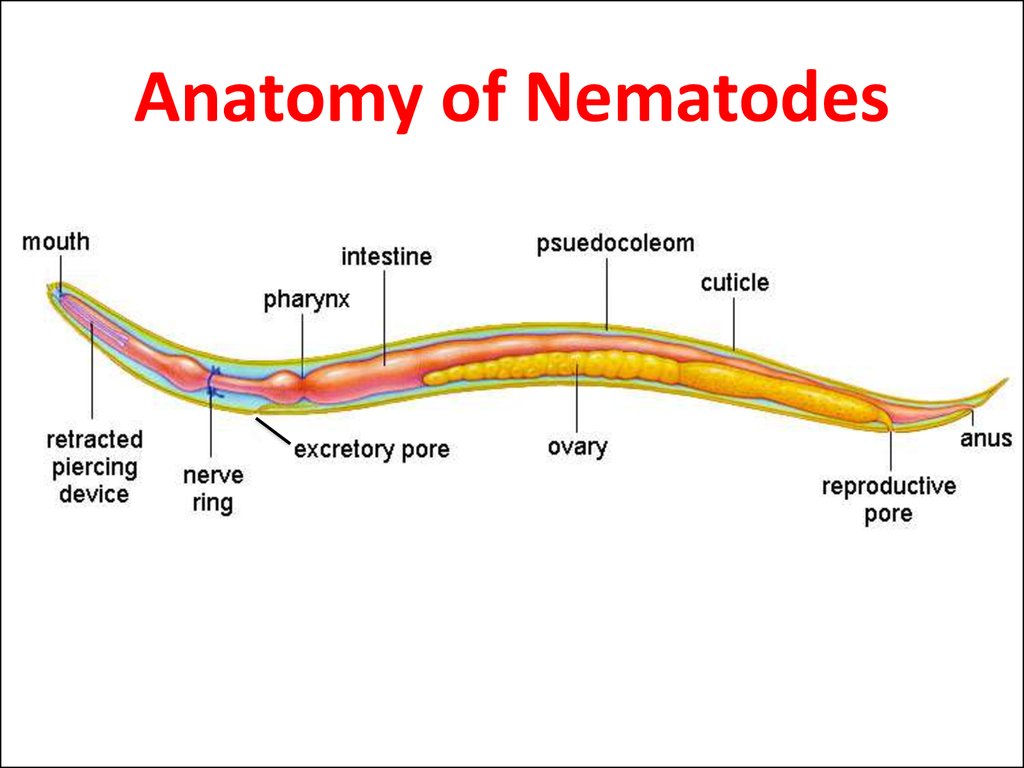 Anatomy of Nematodes
mouth
intestine
pharynx
psuedocoleom
cuticle
retracted
piercing
device
nerve
ring
excretory pore
ovary
reproductive
pore
anus